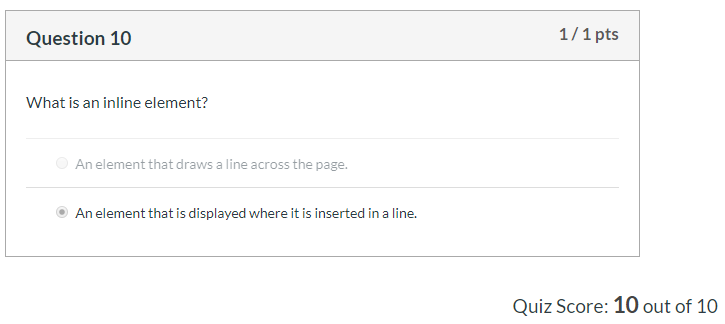 Question 10
1 / 1 pts
What is an inline element?
An element that draws a line across the page.
An element that is displayed where it is inserted in a line.
Quiz Score: 10 out of 10